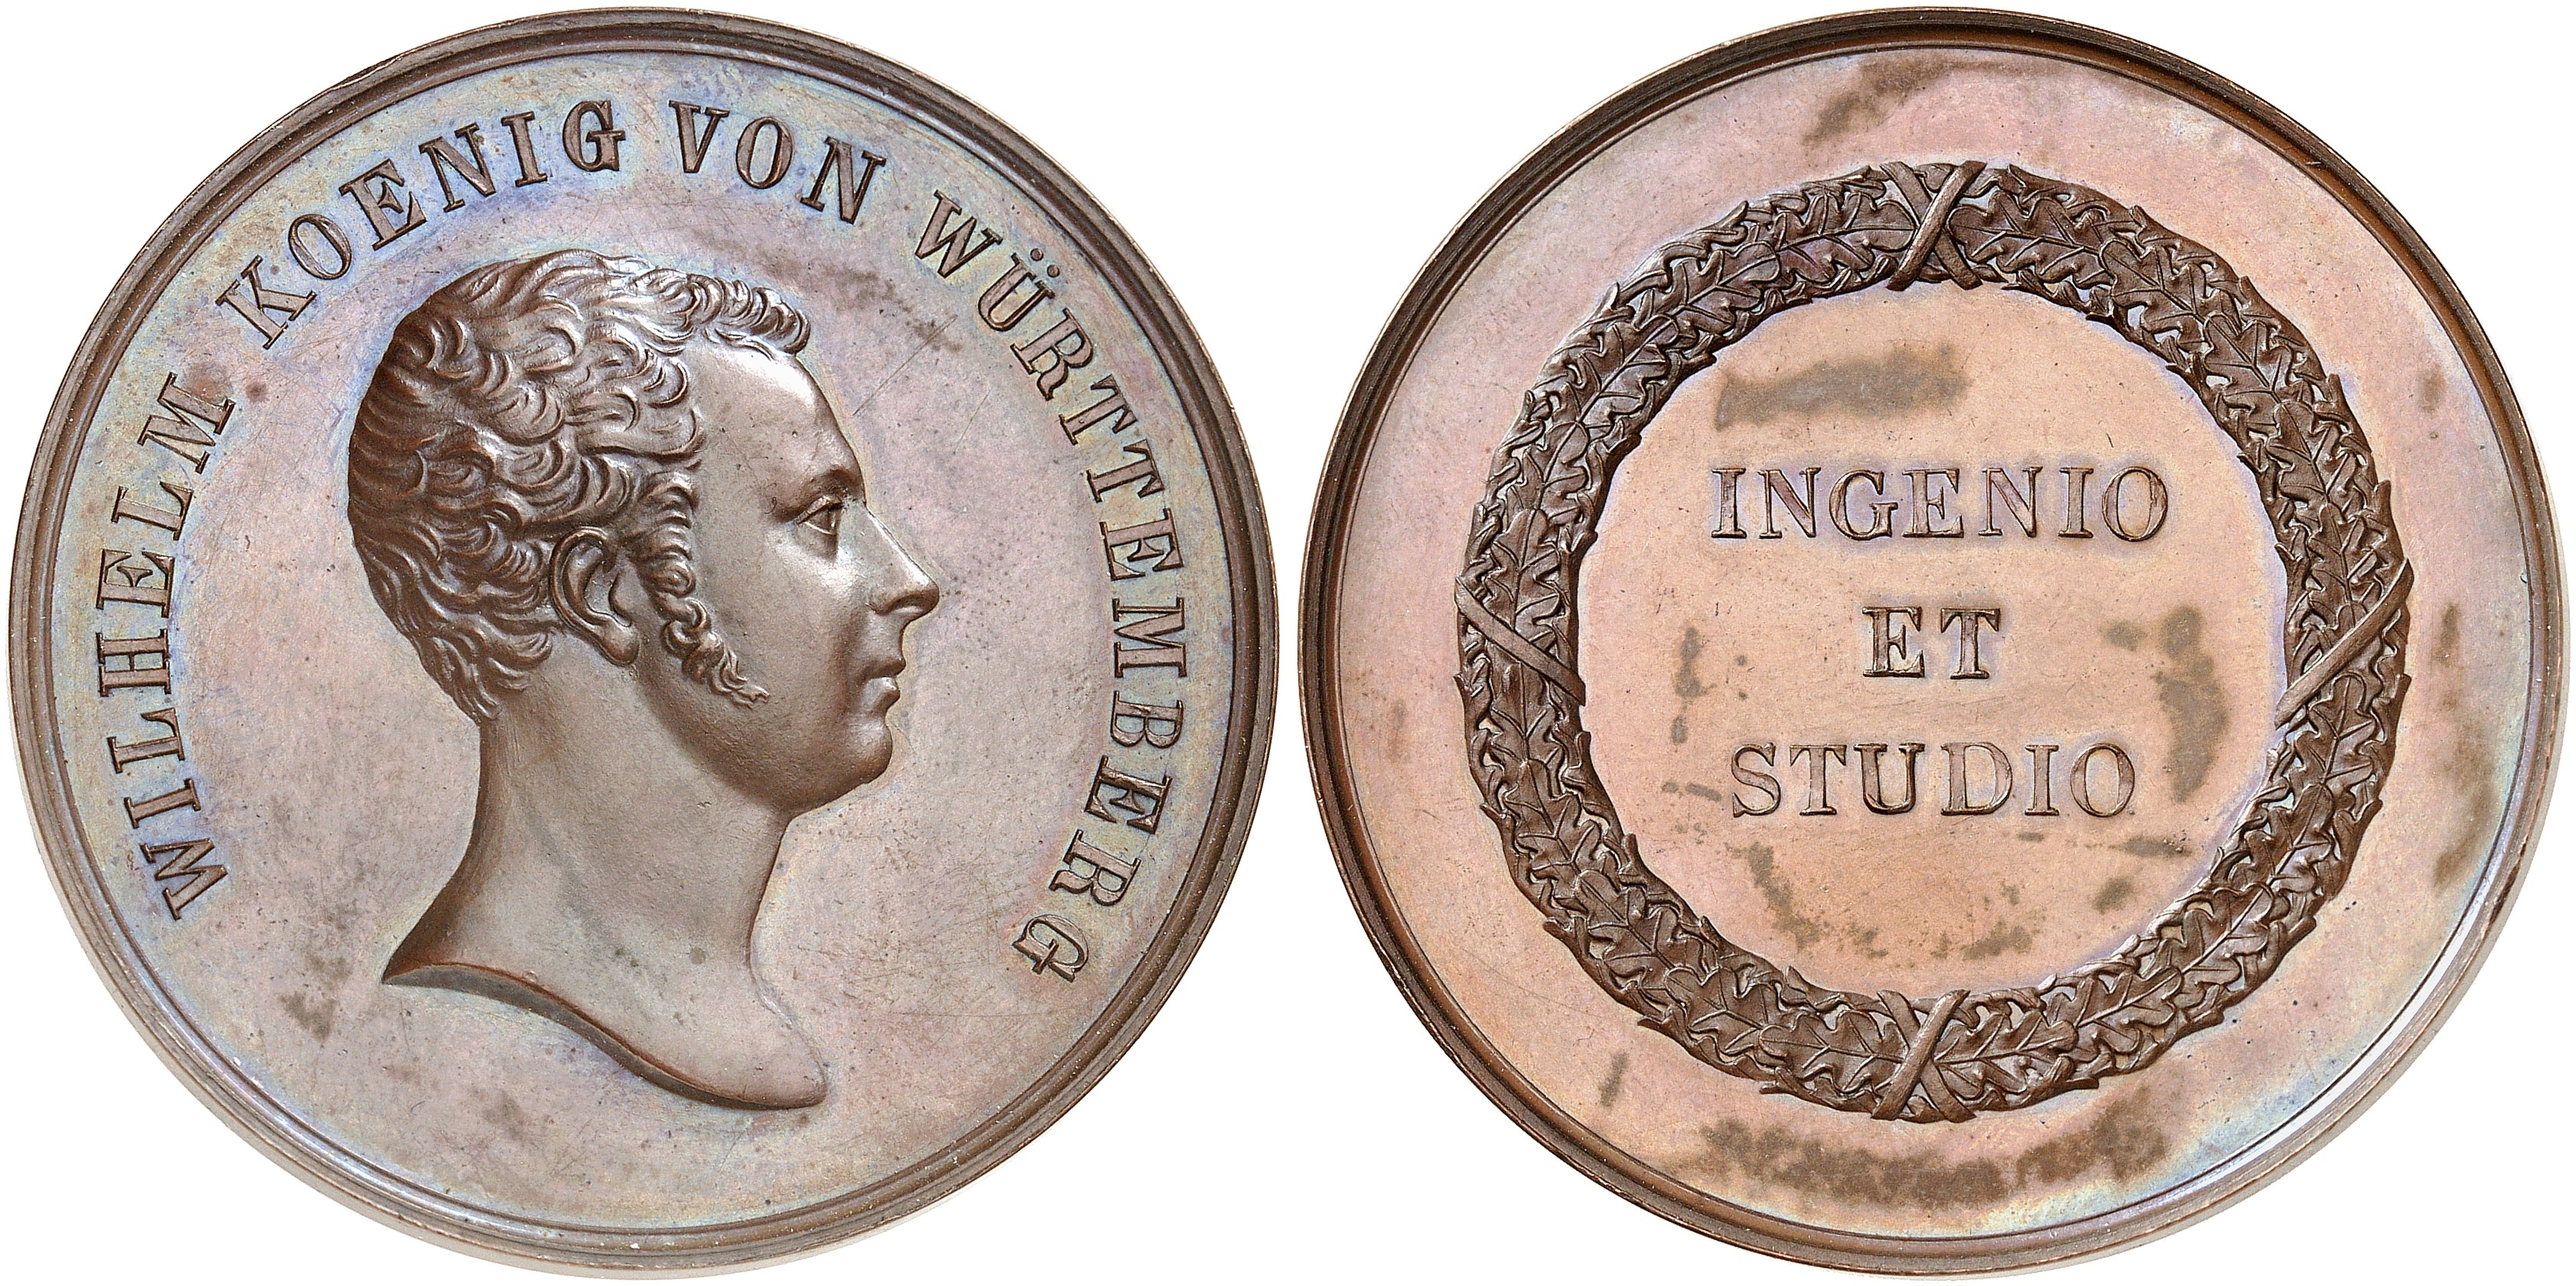 WILHELM KOENIG VON WÜRTTEMBERG
INGENIO
ET
STUDIO